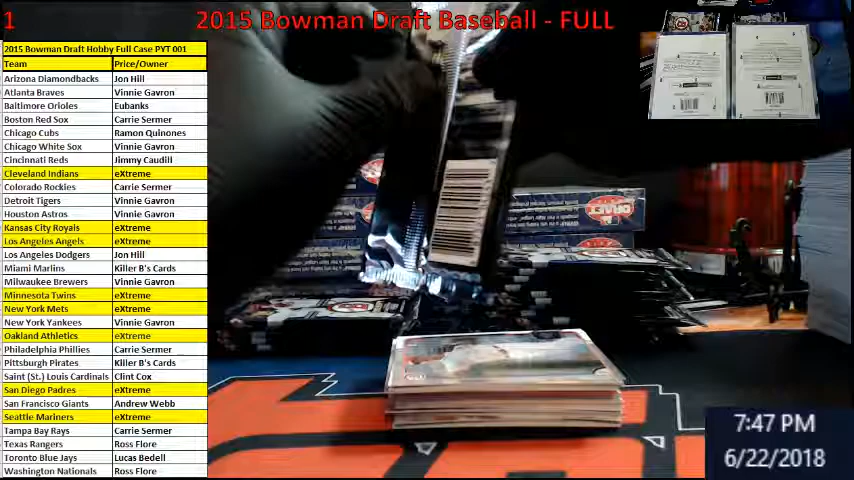 1
2015 Bowman Draft Baseball - FULL
2015 Bowman Draft Hobby Full Case PYT 001
Team Price/Owner
Arizona Diamondbacks Jon Hill
Atlanta Braves Vinnie Gavron
Baltimore Orioles Eubanks
Boston Red Sox Carrie Sermer
Chicago Cubs Ramon Quinones
Chicago White Sox Vinnie Gavron
Cincinnati Reds Jimmy Caudill
Cleveland Indians eXtreme
Colorado Rockies Carrie Sermer
Detroit Tigers Vinnie Gavron
Houston Astros Vinnie Gavron
Kansas City Royals eXtreme
Los Angeles Angels eXtreme
Los Angeles Dodgers Jon Hill
Miami Marlins Killer B's Cards
Milwaukee Brewers Vinnie Gavron
Minnesota Twins eXtreme
New York Mets eXtreme
New York Yankees Vinnie Gavron
Oakland Athletics eXtreme
Philadelphia Phillies Carrie Sermer
Pittsburgh Pirates Killer B's Cards
Saint (St.) Louis Cardinals Clint Cox
San Diego Padres eXtreme
San Francisco Giants Andrew Webb
Seattle Mariners eXtreme
Tampa Bay Rays Carrie Sermer
Texas Rangers Ross Flore
Toronto Blue Jays Lucas Bedell
Washington Nationals Ross Flore
DRAFT
7:47 PM
6/22/2018